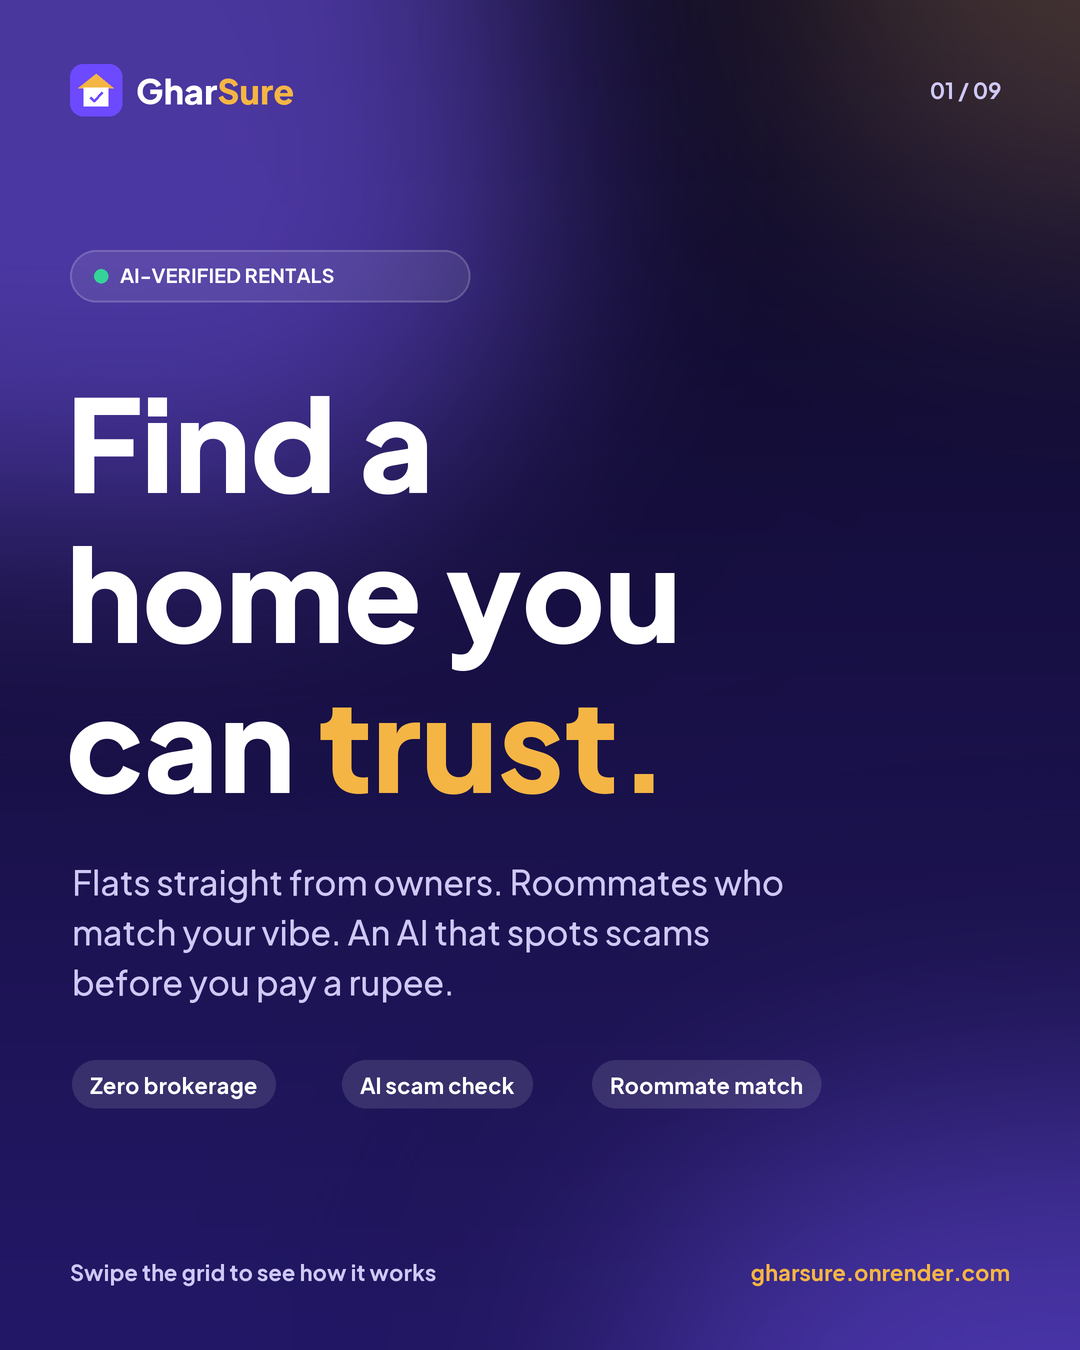 GharSure
01 / 09
AI-VERIFIED RENTALS
Find a
home you
can trust.
Flats straight from owners. Roommates who
match your vibe. An AI that spots scams
before you pay a rupee.
Zero brokerage
AI scam check
Roommate match
Swipe the grid to see how it works
gharsure.onrender.com